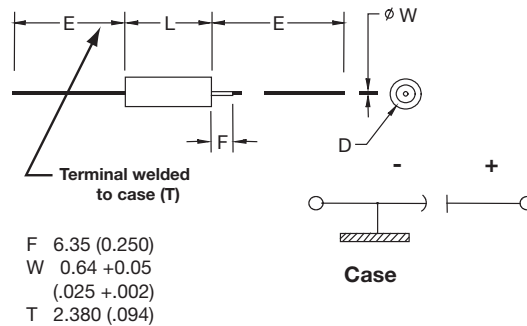 E L E
ø W
F
D
Terminal welded
to case (T)
- +
Case
F 6.35 (0.250)
W 0.64 +0.05
(.025 +.002)
T 2.380 (.094)